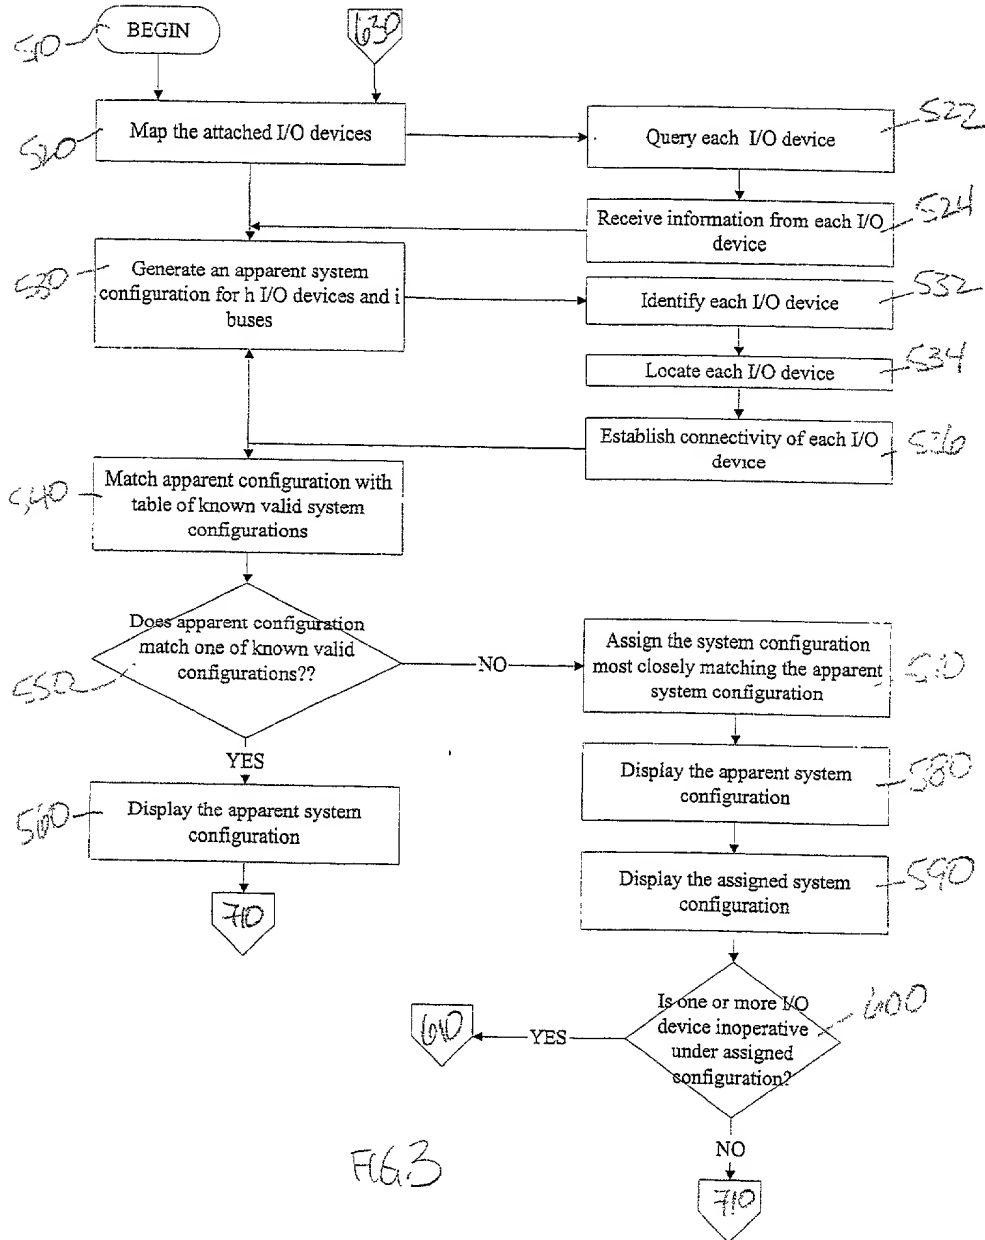 510
BEGIN
630
520
Map the attached I/O devices
522
Query each I/O device
524
Receive information from each I/O
device
530
Generate an apparent system
configuration for h I/O devices and i
buses
532
Identify each I/O device
534
Locate each I/O device
536
Establish connectivity of each I/O
device
540
Match apparent configuration with
table of known valid system
configurations
550
Does apparent configuration
match one of known valid
configurations??
NO
YES
570
Assign the system configuration
most closely matching the apparent
system configuration
560
Display the apparent system
configuration
710
580
Display the apparent system
configuration
590
Display the assigned system
configuration
600
Is one or more I/O
device inoperative
under assigned
configuration?
YES
610
NO
710
FIG.3